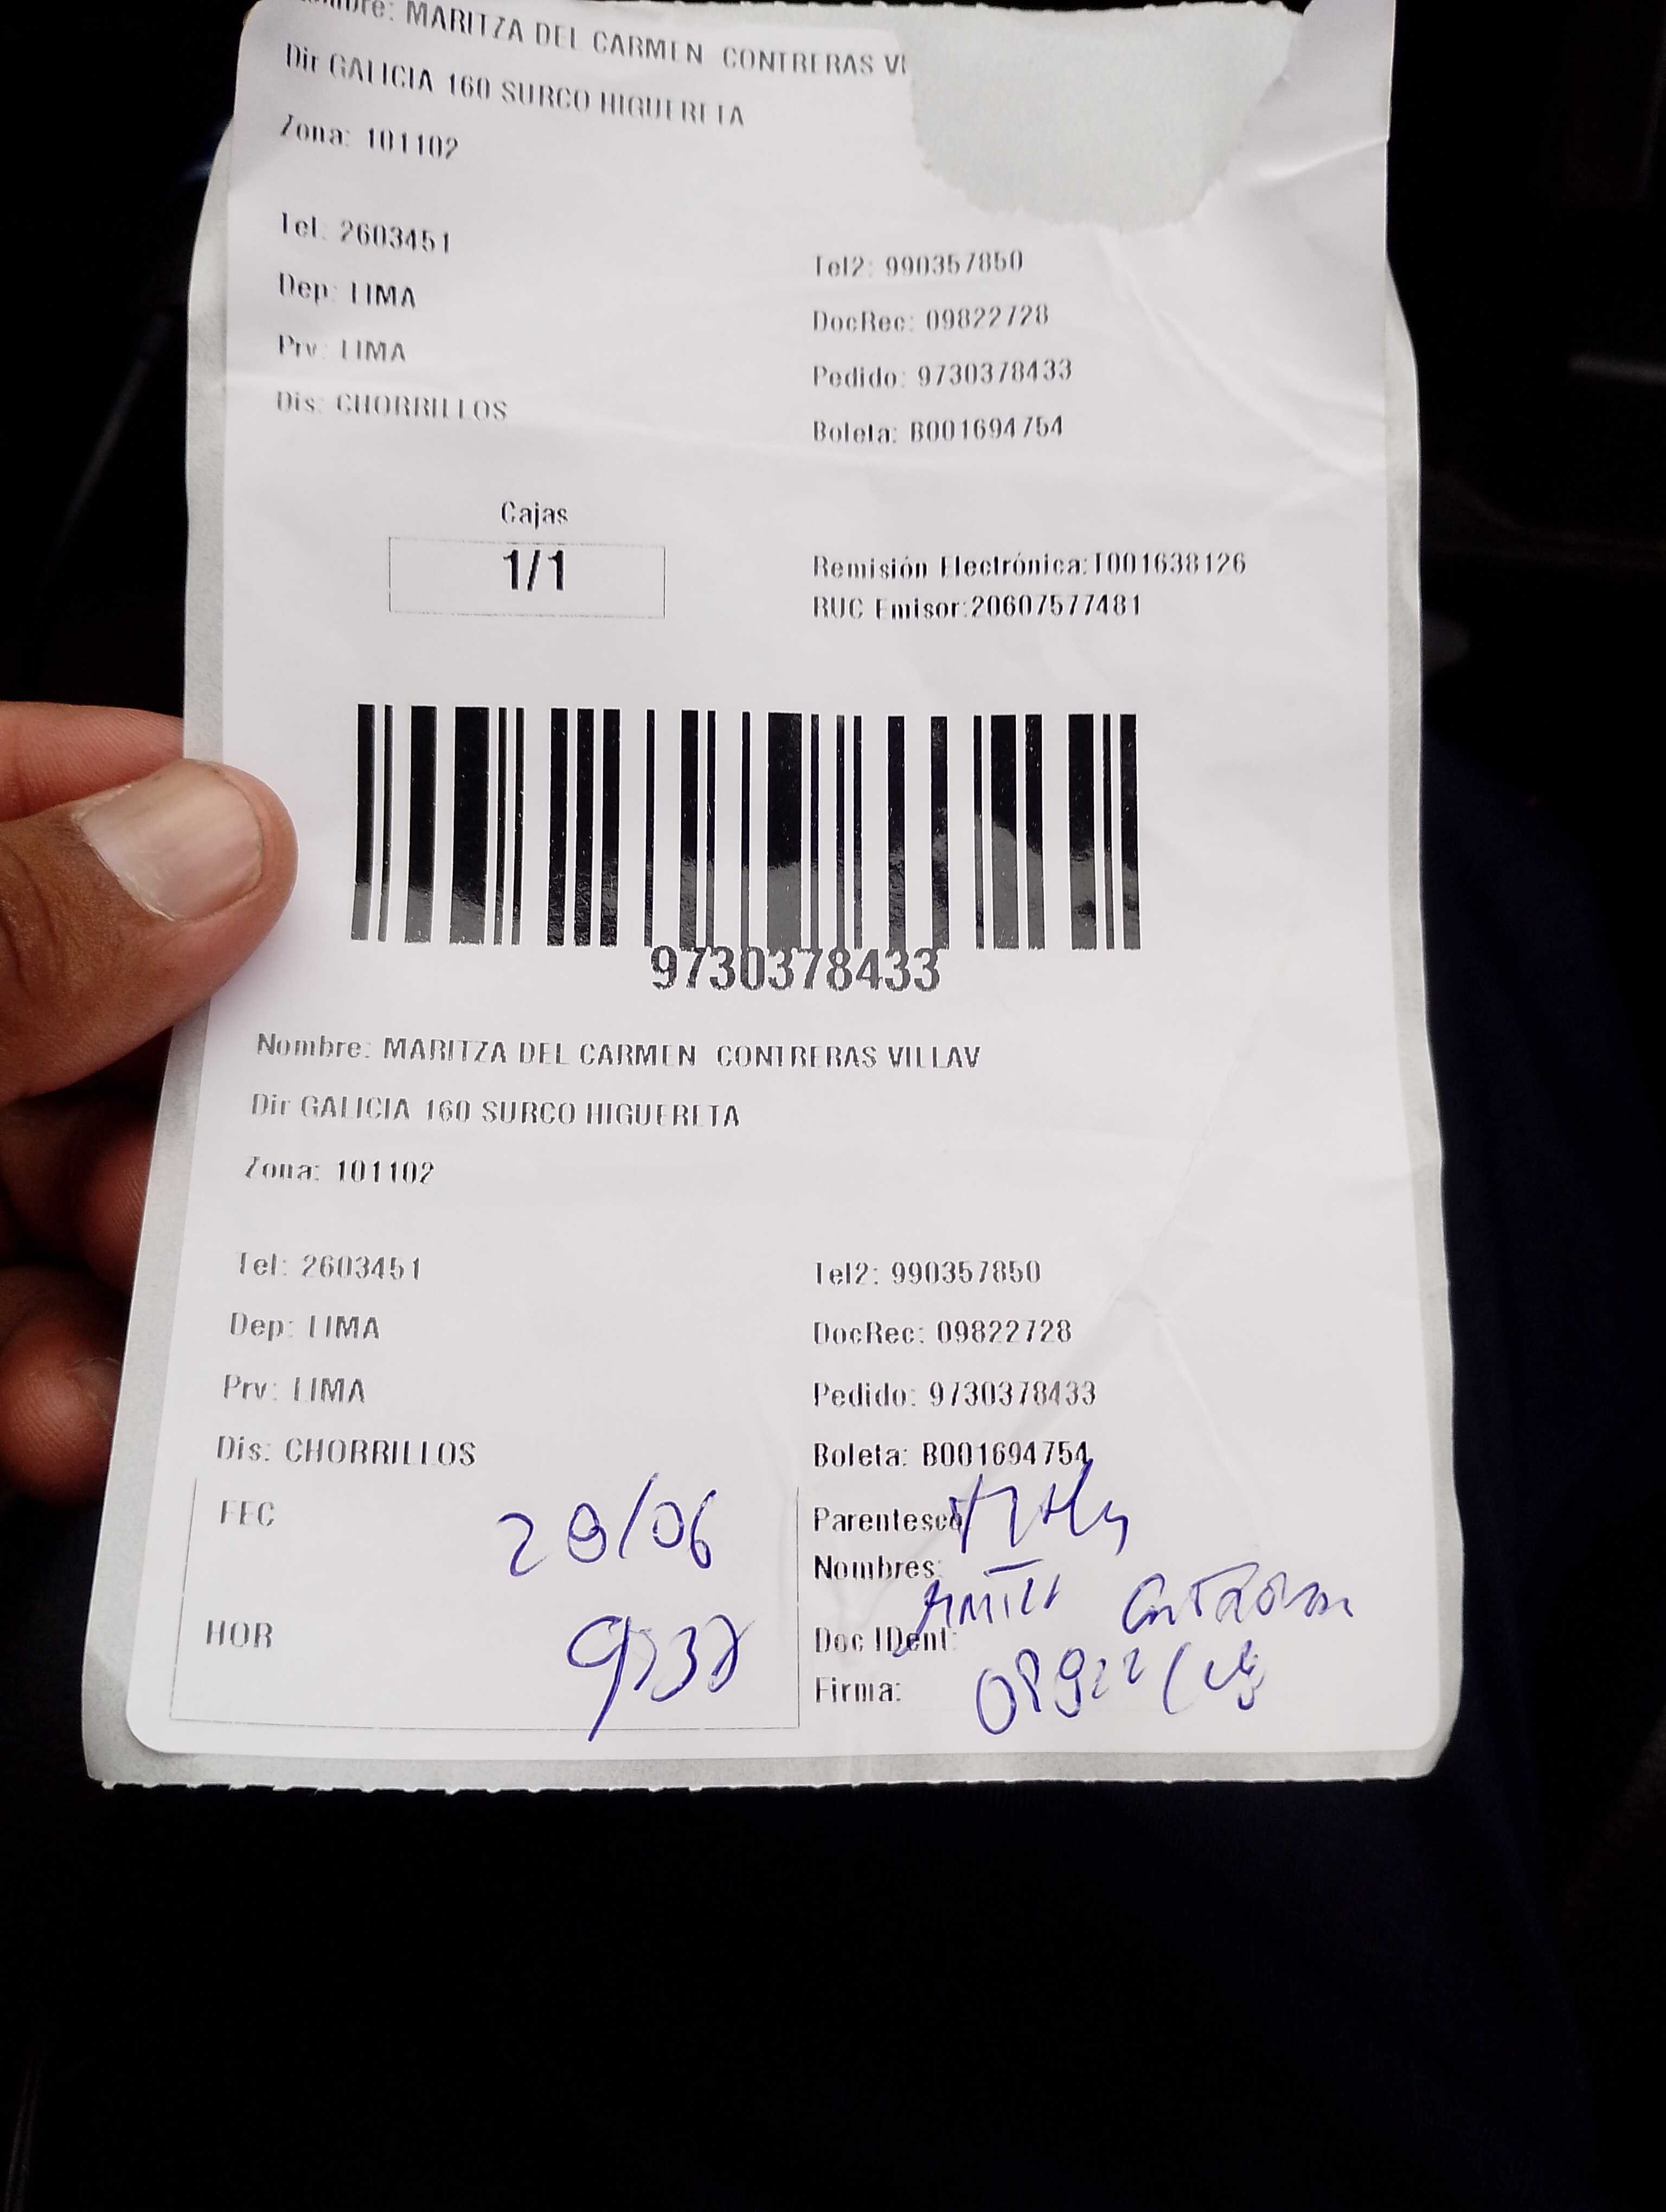 MARITZA DEL CARMEN CONTRERAS
Dir GALICIA 160 SURCO HIGUERETA
Zona: 101102
Tel: 2603451
Tel2: 990357850
Dep: LIMA
DocRec: 09822728
Prv: LIMA
Pedido: 9730378433
Dis: CHORRILLOS
Boleta: B001694754
Cajas
1/1
Remisión Electrónica:T001638126
RUC Emisor:20607577481
9730378433
Nombre: MARITZA DEL CARMEN CONTRERAS VILLAV
Dir GALICIA 160 SURCO HIGUERETA
Zona: 101102
Tel: 2603451
Tel2: 990357850
Dep: LIMA
DocRec: 09822728
Prv: LIMA
Pedido: 9730378433
Dis: CHORRILLOS
Boleta: B001694754
FEC 28/06
Parentesco
Nombres:
HOR
Doc IDent:
Firma: